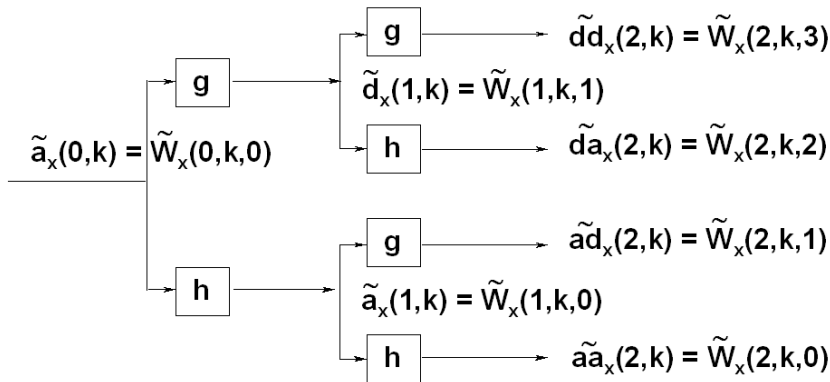 g
d̃d_x(2,k) = W̃_x(2,k,3)
g
d̃_x(1,k) = W̃_x(1,k,1)
h
d̃a_x(2,k) = W̃_x(2,k,2)
ã_x(0,k) = W̃_x(0,k,0)
g
ãd_x(2,k) = W̃_x(2,k,1)
h
ã_x(1,k) = W̃_x(1,k,0)
h
ãa_x(2,k) = W̃_x(2,k,0)